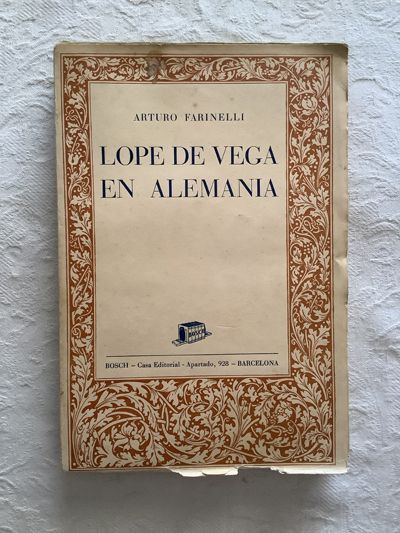 ARTURO FARINELLI
LOPE DE VEGA
EN ALEMANIA
BOSCH – Casa Editorial - Apartado, 928 – BARCELONA